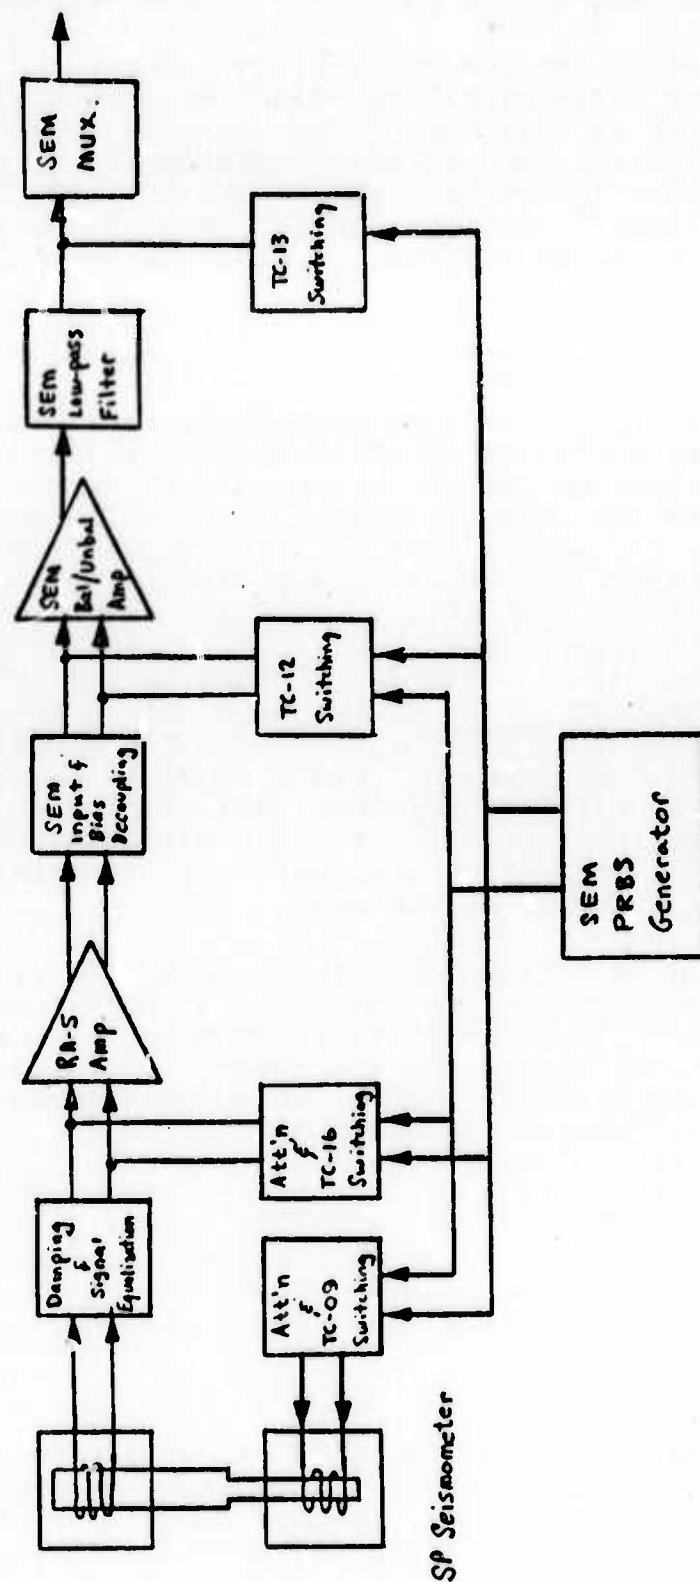 SP Seismometer
Damping
&
Signal
Equalization
RA-5
Amp.
SEM
Input &
Bias
Decoupling
SEM
Bal/Unbal
Amp
SEM
Low-pass
Filter
SEM
MUX.
Att'n
&
TC-09
Switching
Att'n
&
TC-16
Switching
TC-12
Switching
TC-13
Switching
SEM
PRBS
Generator